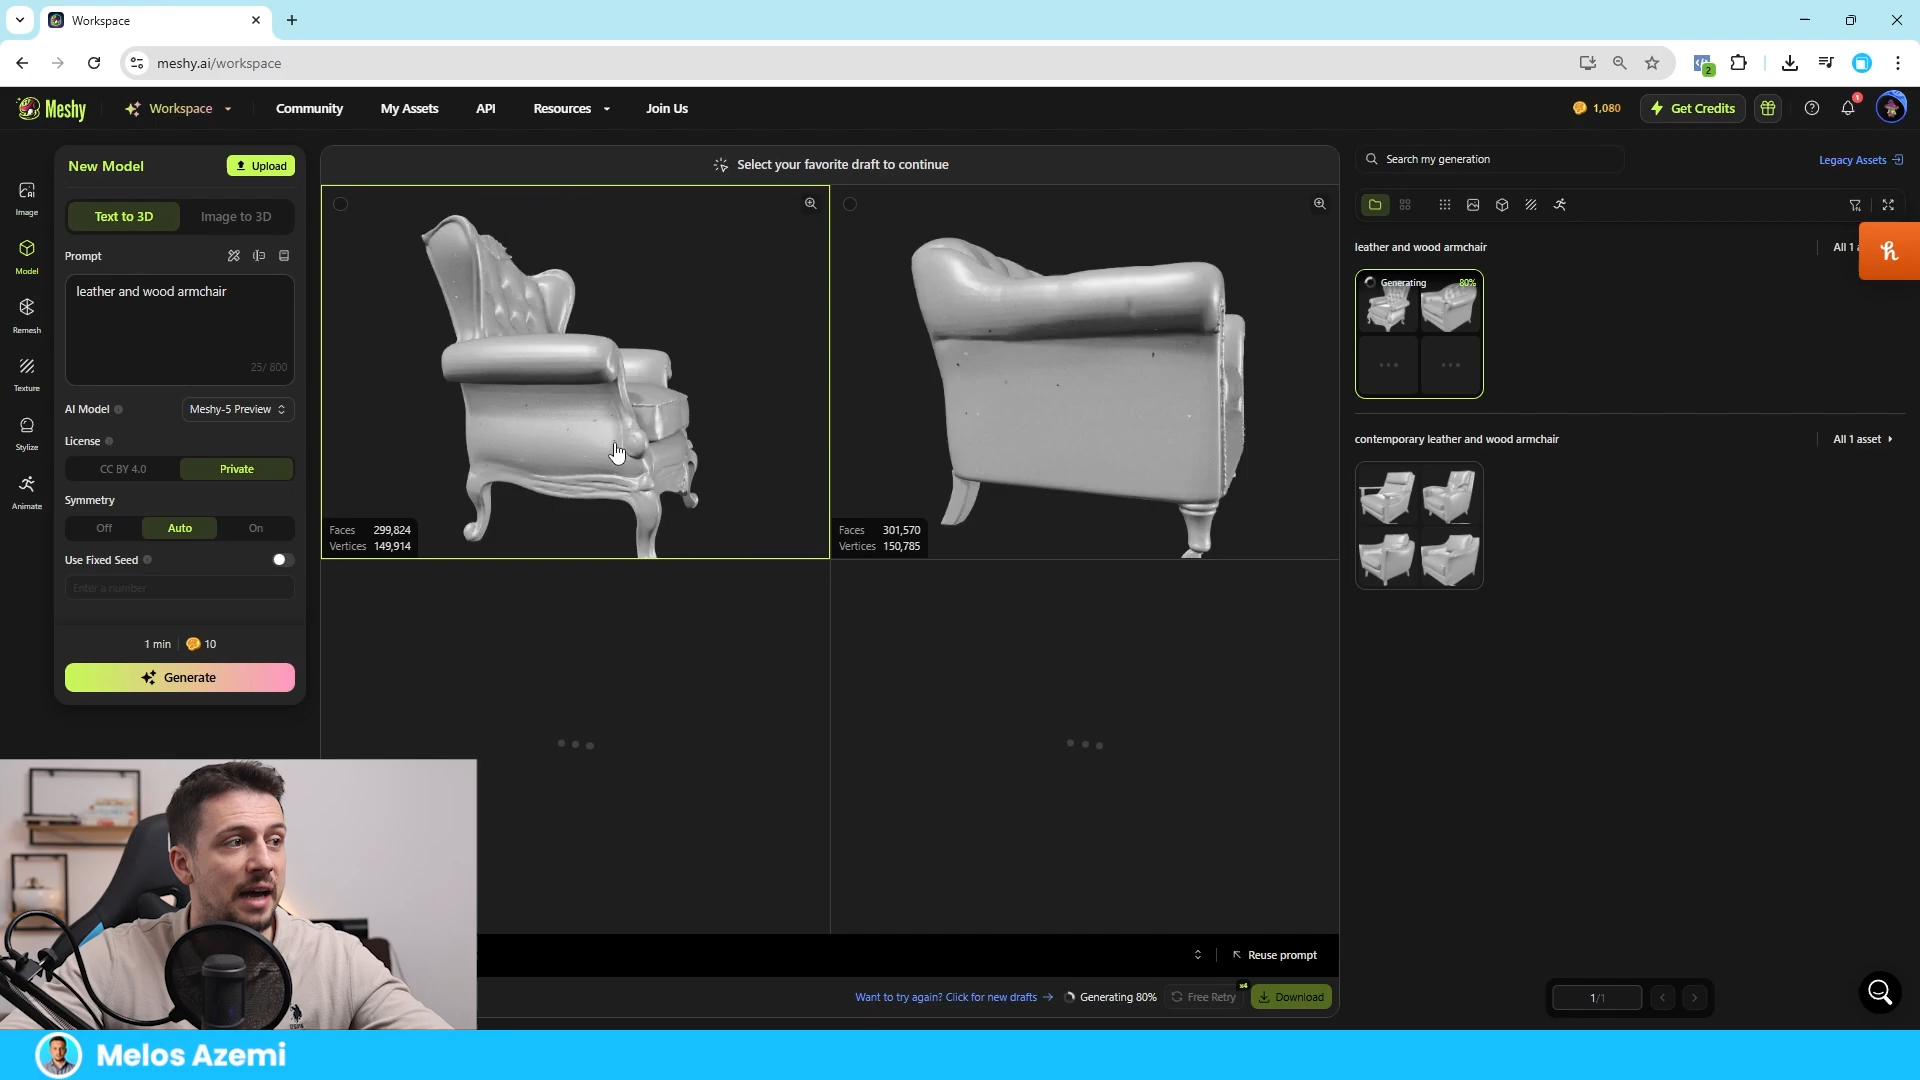 Workspace
meshy.ai/workspace
2
Meshy
Workspace
Community
My Assets
API
Resources
Join Us
1,080
Get Credits
1
New Model
Upload
Text to 3D
Image to 3D
Prompt
leather and wood armchair
25/ 800
AI Model
Meshy-5 Preview
License
CC BY 4.0
Private
Symmetry
Off
Auto
On
Use Fixed Seed
Enter a number
1 min
10
Generate
Image
Model
Remesh
Texture
Stylize
Animate
Select your favorite draft to continue
Faces 299,824
Vertices 149,914
Faces 301,570
Vertices 150,785
Reuse prompt
Want to try again? Click for new drafts →
Generating 80%
Free Retry
x4
Download
Search my generation
Legacy Assets
leather and wood armchair
All 1
Generating 80%
contemporary leather and wood armchair
All 1 asset
1/1
Melos Azemi